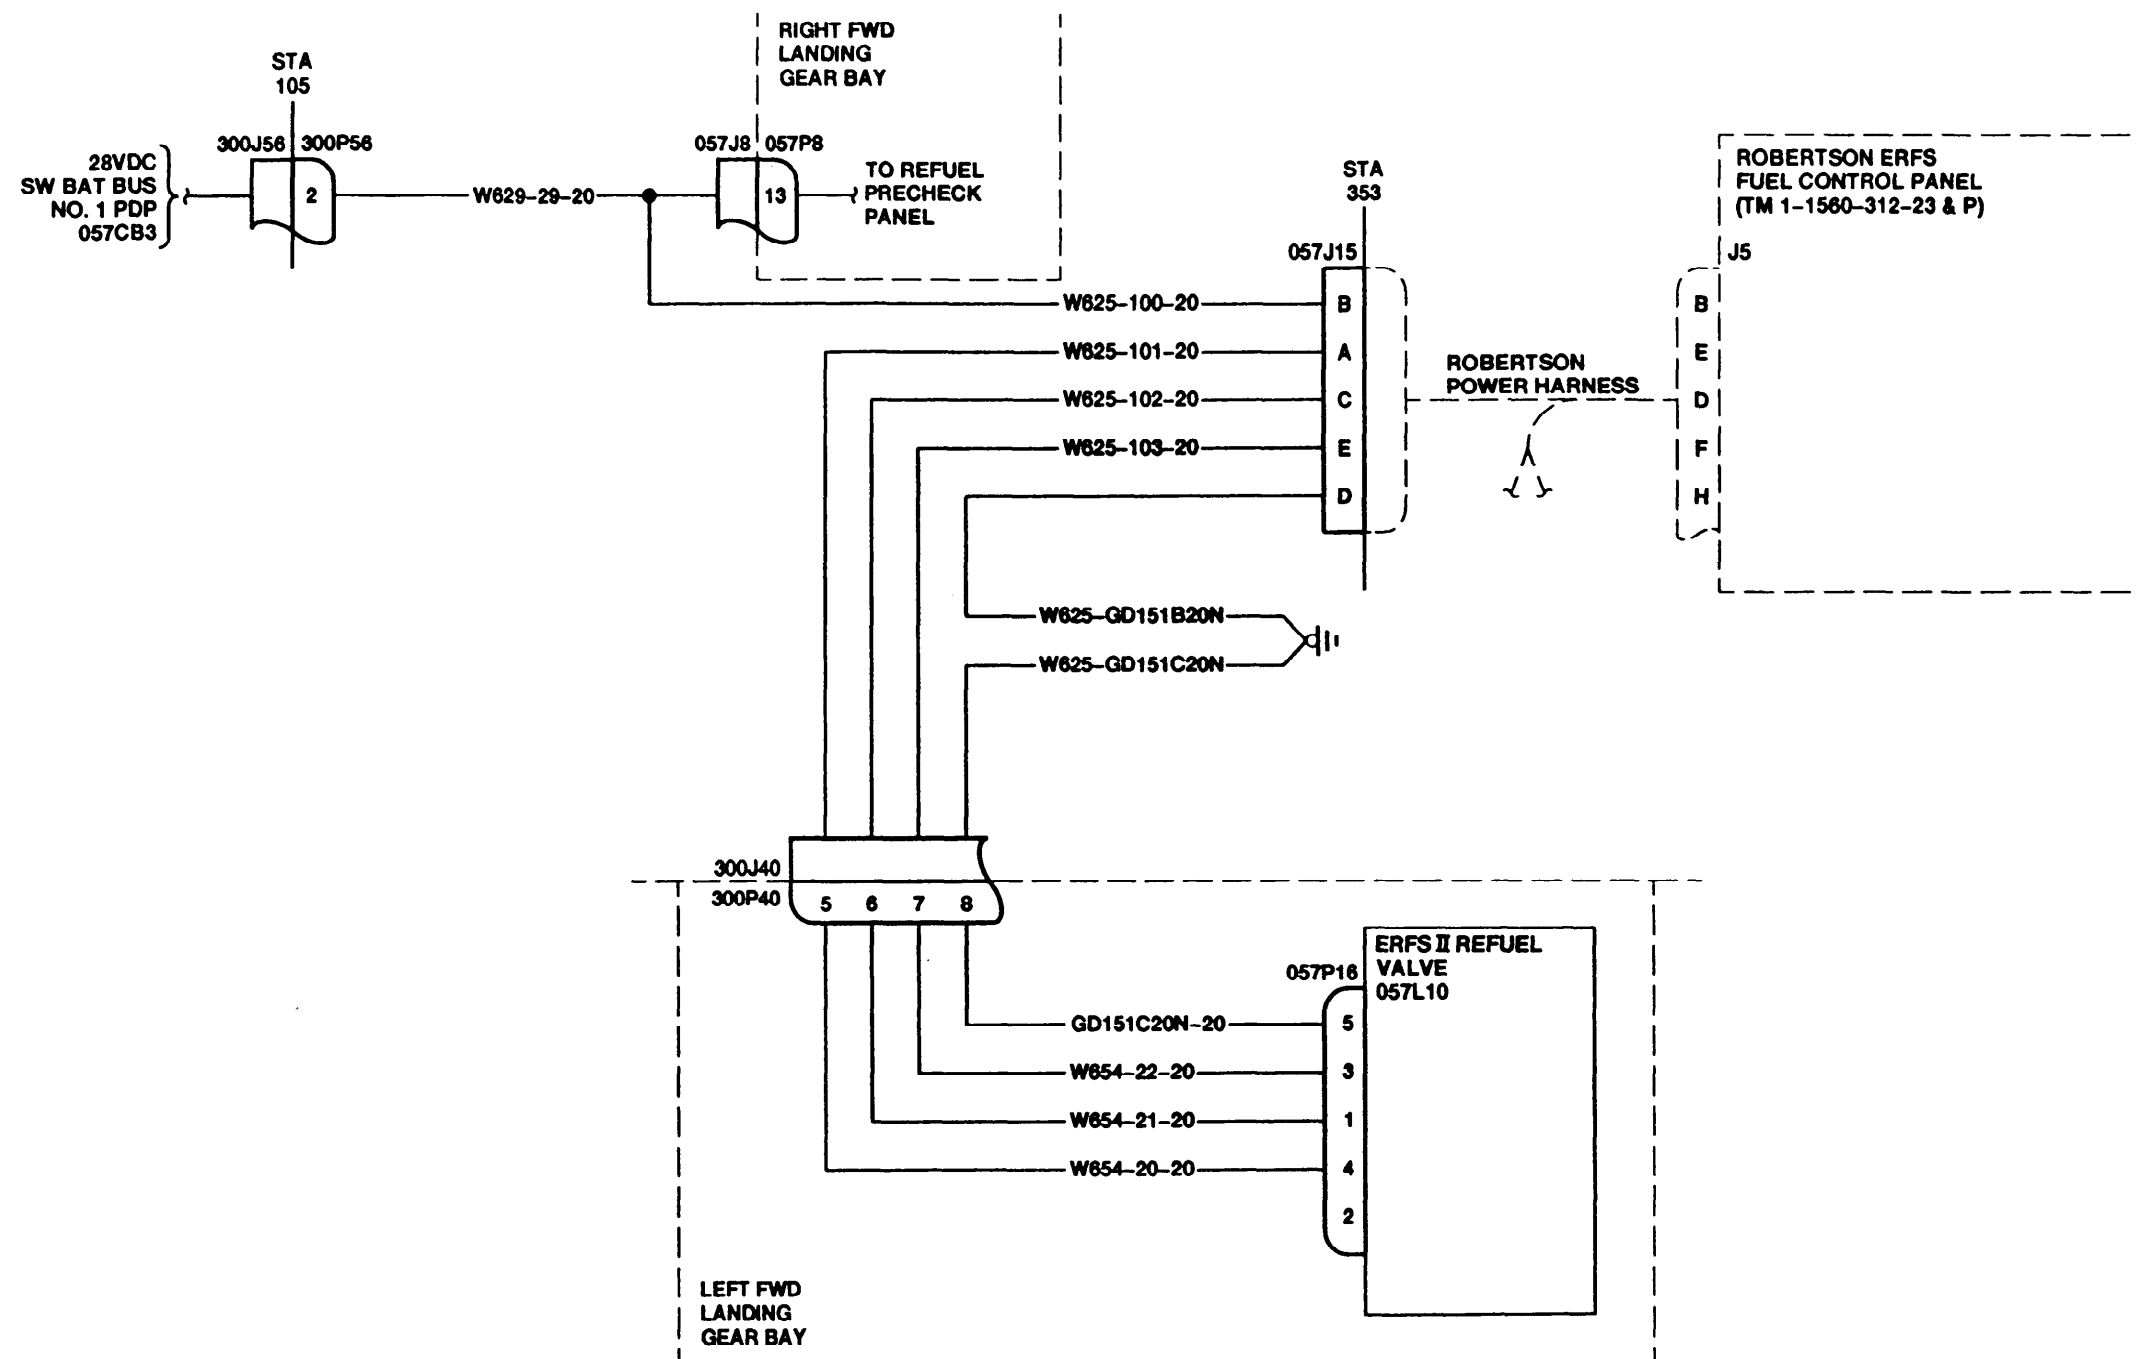 RIGHT FWD
LANDING
GEAR BAY
STA
105
300J56
300P56
057J8
057P8
28VDC
SW BAT BUS
NO. 1 PDP
057CB3
2
W629-29-20
13
TO REFUEL
PRECHECK
PANEL
STA
353
ROBERTSON ERFS
FUEL CONTROL PANEL
(TM 1-1560-312-23 & P)
057J15
J5
W625-100-20
B
B
W625-101-20
A
E
ROBERTSON
POWER HARNESS
W625-102-20
C
D
W625-103-20
E
F
D
H
W625-GD151B20N
W625-GD151C20N
300J40
300P40
5
6
7
8
ERFS II REFUEL
VALVE
057L10
057P16
GD151C20N-20
5
W654-22-20
3
W654-21-20
1
W654-20-20
4
2
LEFT FWD
LANDING
GEAR BAY